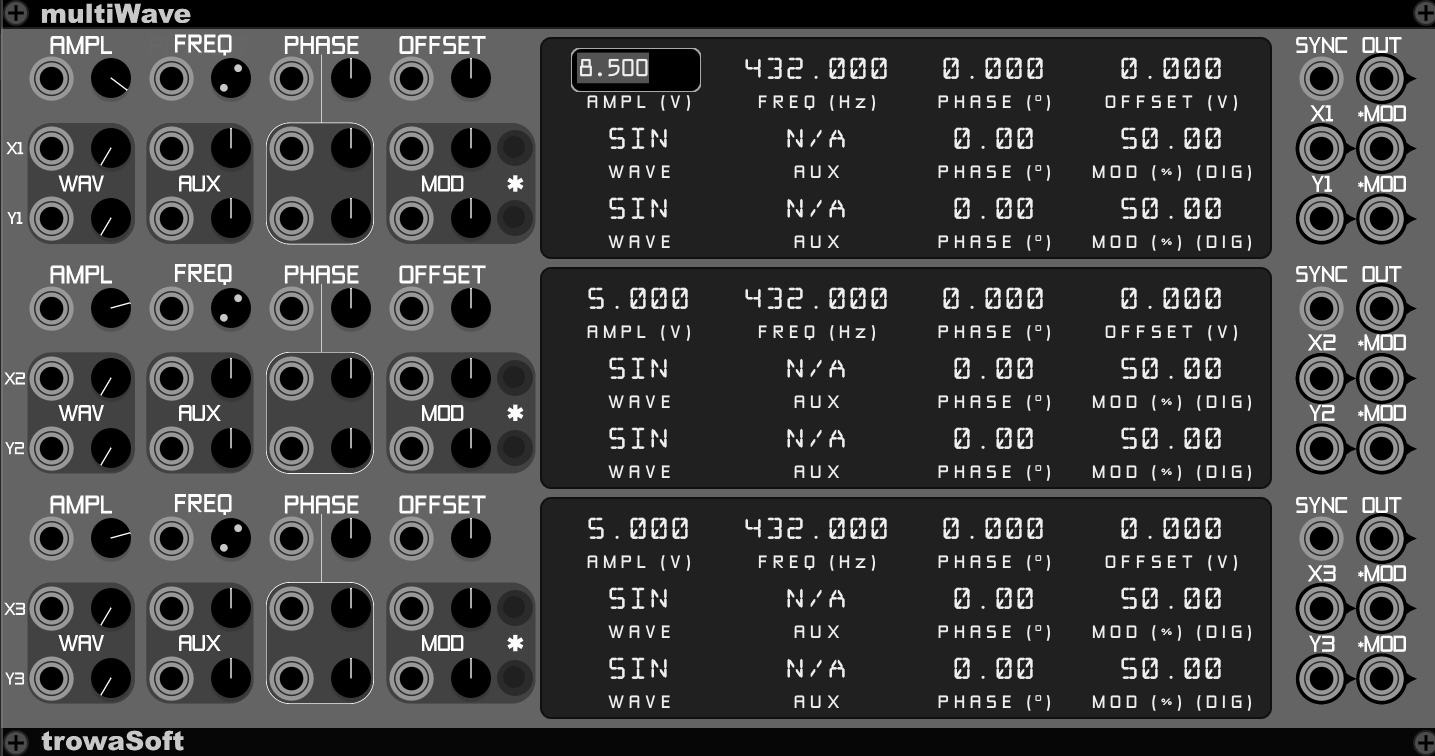 multiWave
AMPL FREQ PHASE OFFSET 8.500 432.000 0.000 0.000 SYNC OUT
AMPL (V) FREQ (Hz) PHASE (°) OFFSET (V) X1 *MOD
X1 SIN N/A 0.00 50.00
WAV AUX MOD * WAVE AUX PHASE (°) MOD (%) (DIG) Y1 *MOD
Y1 SIN N/A 0.00 50.00
WAVE AUX PHASE (°) MOD (%) (DIG)
AMPL FREQ PHASE OFFSET 5.000 432.000 0.000 0.000 SYNC OUT
AMPL (V) FREQ (Hz) PHASE (°) OFFSET (V) X2 *MOD
X2 SIN N/A 0.00 50.00
WAV AUX MOD * WAVE AUX PHASE (°) MOD (%) (DIG) Y2 *MOD
Y2 SIN N/A 0.00 50.00
WAVE AUX PHASE (°) MOD (%) (DIG)
AMPL FREQ PHASE OFFSET 5.000 432.000 0.000 0.000 SYNC OUT
AMPL (V) FREQ (Hz) PHASE (°) OFFSET (V) X3 *MOD
X3 SIN N/A 0.00 50.00
WAV AUX MOD * WAVE AUX PHASE (°) MOD (%) (DIG) Y3 *MOD
Y3 SIN N/A 0.00 50.00
WAVE AUX PHASE (°) MOD (%) (DIG)
trowaSoft